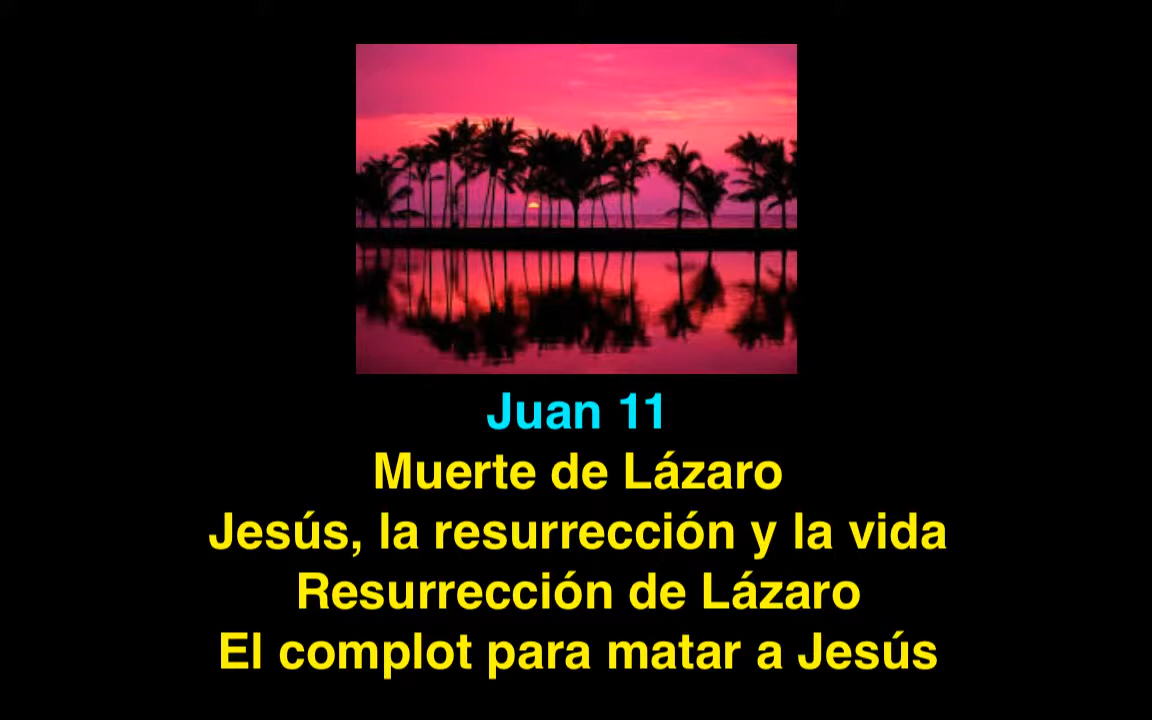 Juan 11
Muerte de Lázaro
Jesús, la resurrección y la vida
Resurrección de Lázaro
El complot para matar a Jesús